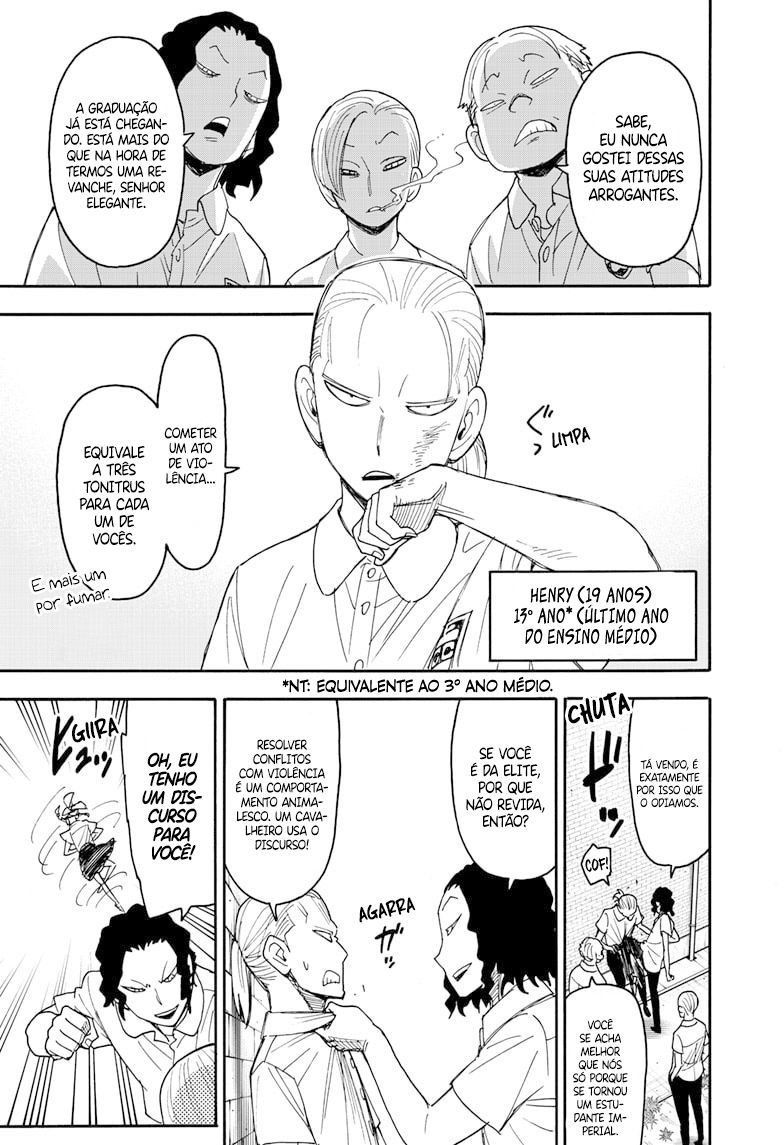 SABE,
EU NUNCA
GOSTEI DESSAS
SUAS ATITUDES
ARROGANTES.
A GRADUAÇÃO
JÁ ESTÁ CHEGAN-
DO. ESTÁ MAIS DO
QUE NA HORA DE
TERMOS UMA RE-
VANCHE, SENHOR
ELEGANTE.
LIMPA
COMETER
UM ATO
DE VIO-
LÊNCIA...
EQUIVALE
A TRÊS
TONITRUS
PARA CADA
UM DE
VOCÊS.
E mais um
por fumar.
HENRY (19 ANOS)
13º ANO* (ÚLTIMO ANO
DO ENSINO MÉDIO)
*NT: EQUIVALENTE AO 3º ANO MÉDIO.
CHUTA
TÁ VENDO, É
EXATAMENTE
POR ISSO QUE
O ODIAMOS.
COF!
VOCÊ
SE ACHA
MELHOR
QUE NÓS
SÓ PORQUE
SE TORNOU
UM ESTU-
DANTE IM-
PERIAL.
SE VOCÊ
É DA ELITE,
POR QUE
NÃO REVIDA,
ENTÃO?
RESOLVER
CONFLITOS
COM VIOLÊNCIA
É UM COMPORTA-
MENTO ANIMA-
LESCO. UM CAVA-
LHEIRO USA O
DISCURSO!
AGARRA
ガ
OH, EU
TENHO
UM DIS-
CURSO
PARA
VOCÊ!
GIIRA